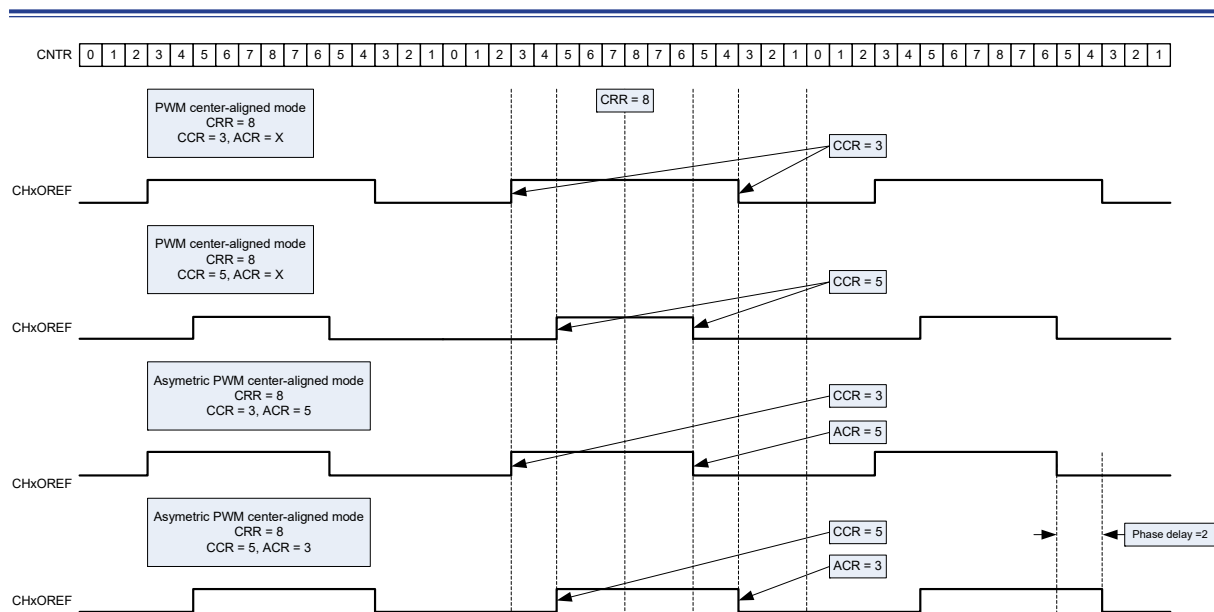 CNTR 0 1 2 3 4 5 6 7 8 7 6 5 4 3 2 1 0 1 2 3 4 5 6 7 8 7 6 5 4 3 2 1 0 1 2 3 4 5 6 7 8 7 6 5 4 3 2 1
PWM center-aligned mode
CRR = 8
CCR = 3, ACR = X
CRR = 8
CCR = 3
CHxOREF
PWM center-aligned mode
CRR = 8
CCR = 5, ACR = X
CCR = 5
CHxOREF
Asymetric PWM center-aligned mode
CRR = 8
CCR = 3, ACR = 5
CCR = 3
ACR = 5
CHxOREF
Asymetric PWM center-aligned mode
CRR = 8
CCR = 5, ACR = 3
CCR = 5
Phase delay =2
ACR = 3
CHxOREF